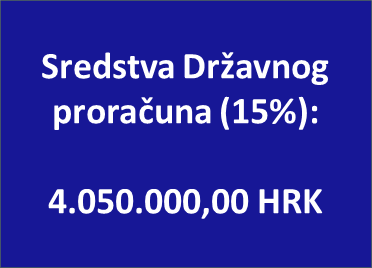 Sredstva Državnog
proračuna (15%):
4.050.000,00 HRK